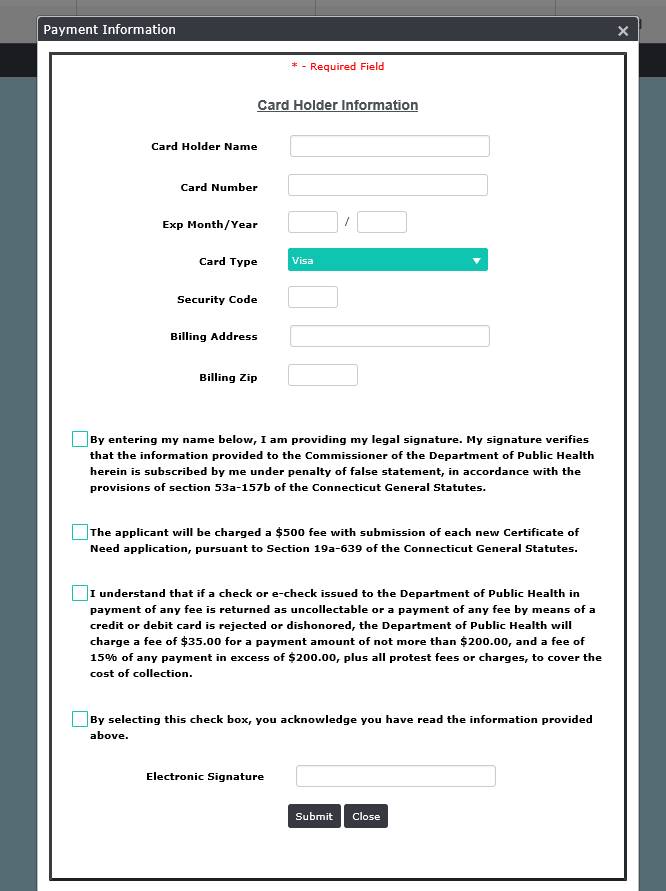 Payment Information
* - Required Field
Card Holder Information
Card Holder Name
Card Number
Exp Month/Year /
Card Type Visa
Security Code
Billing Address
Billing Zip
By entering my name below, I am providing my legal signature. My signature verifies
that the information provided to the Commissioner of the Department of Public Health
herein is subscribed by me under penalty of false statement, in accordance with the
provisions of section 53a-157b of the Connecticut General Statutes.
The applicant will be charged a $500 fee with submission of each new Certificate of
Need application, pursuant to Section 19a-639 of the Connecticut General Statutes.
I understand that if a check or e-check issued to the Department of Public Health in
payment of any fee is returned as uncollectable or a payment of any fee by means of a
credit or debit card is rejected or dishonored, the Department of Public Health will
charge a fee of $35.00 for a payment amount of not more than $200.00, and a fee of
15% of any payment in excess of $200.00, plus all protest fees or charges, to cover the
cost of collection.
By selecting this check box, you acknowledge you have read the information provided
above.
Electronic Signature
Submit Close